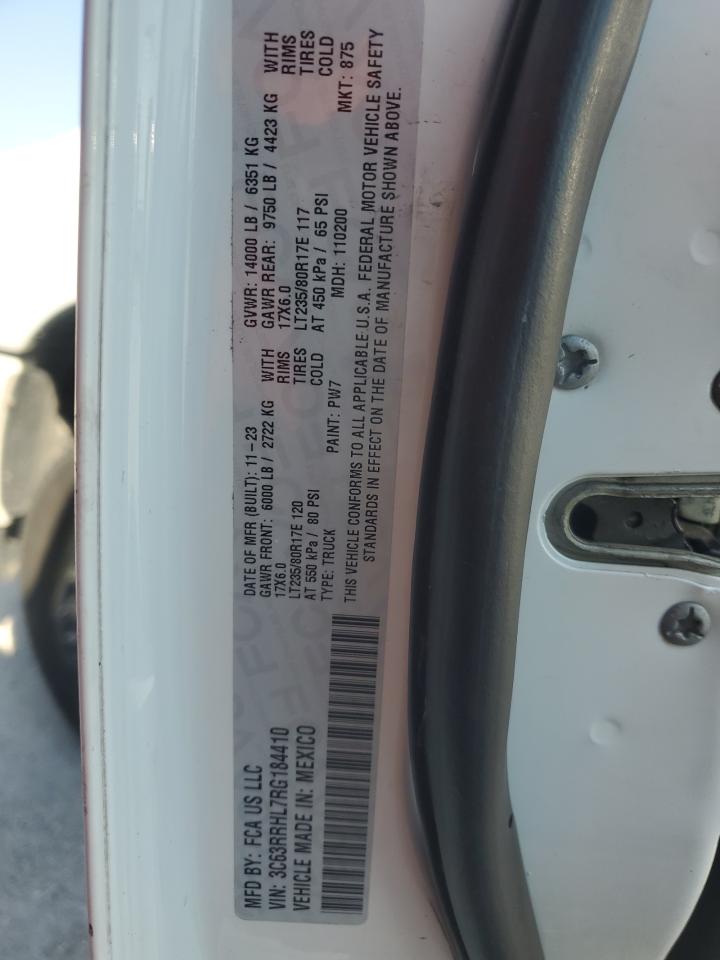 MFD BY: FCA US LLC
VIN: 3C63RRHL7RG184410
VEHICLE MADE IN: MEXICO
DATE OF MFR (BUILT): 11-23 GVWR: 14000 LB / 6351 KG
GAWR FRONT: 6000 LB / 2722 KG WITH GAWR REAR: 9750 LB / 4423 KG WITH
17X6.0 RIMS 17X6.0 RIMS
LT235/80R17E 120 TIRES LT235/80R17E 117 TIRES
AT 550 kPa / 80 PSI COLD AT 450 kPa / 65 PSI COLD
TYPE: TRUCK PAINT: PW7 MDH: 110200 MKT: 875
THIS VEHICLE CONFORMS TO ALL APPLICABLE U.S.A. FEDERAL MOTOR VEHICLE SAFETY
STANDARDS IN EFFECT ON THE DATE OF MANUFACTURE SHOWN ABOVE.